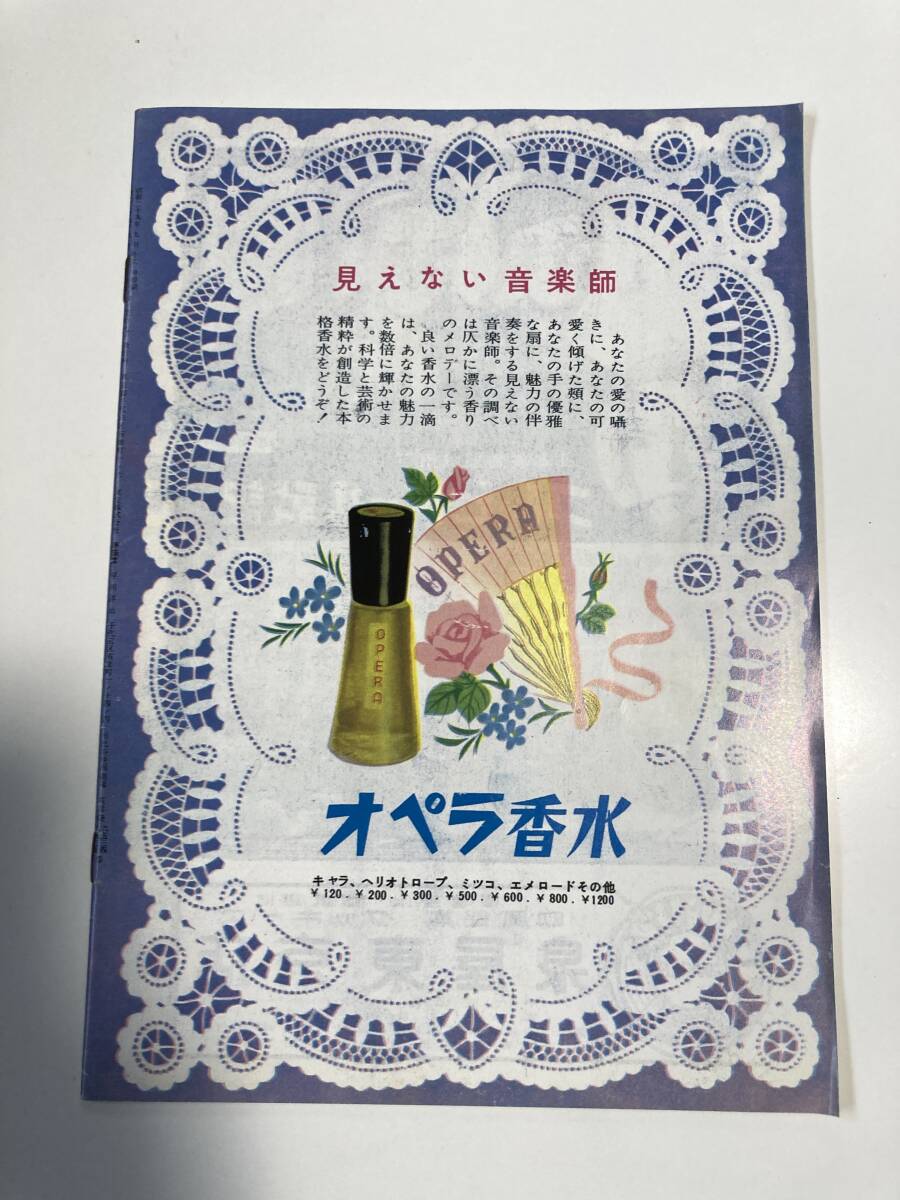 見えない音楽師
あなたの愛の囁
きに、あなたの可
愛く傾げた頬に、
あなたの手の優雅
な扇に、魅力の伴
奏をする見えない
音楽師。その調べ
は仄かに漂う香り
のメロデーです。
良い香水の一滴
は、あなたの魅力
を数倍に輝かせま
す。科学と芸術の
精粋が創造した本
格香水をどうぞ！
OPERA
OPERA
オペラ香水
キャラ、ヘリオトロープ、ミツコ、エメロードその他
¥120.¥200.¥300.¥500.¥600.¥800.¥1200